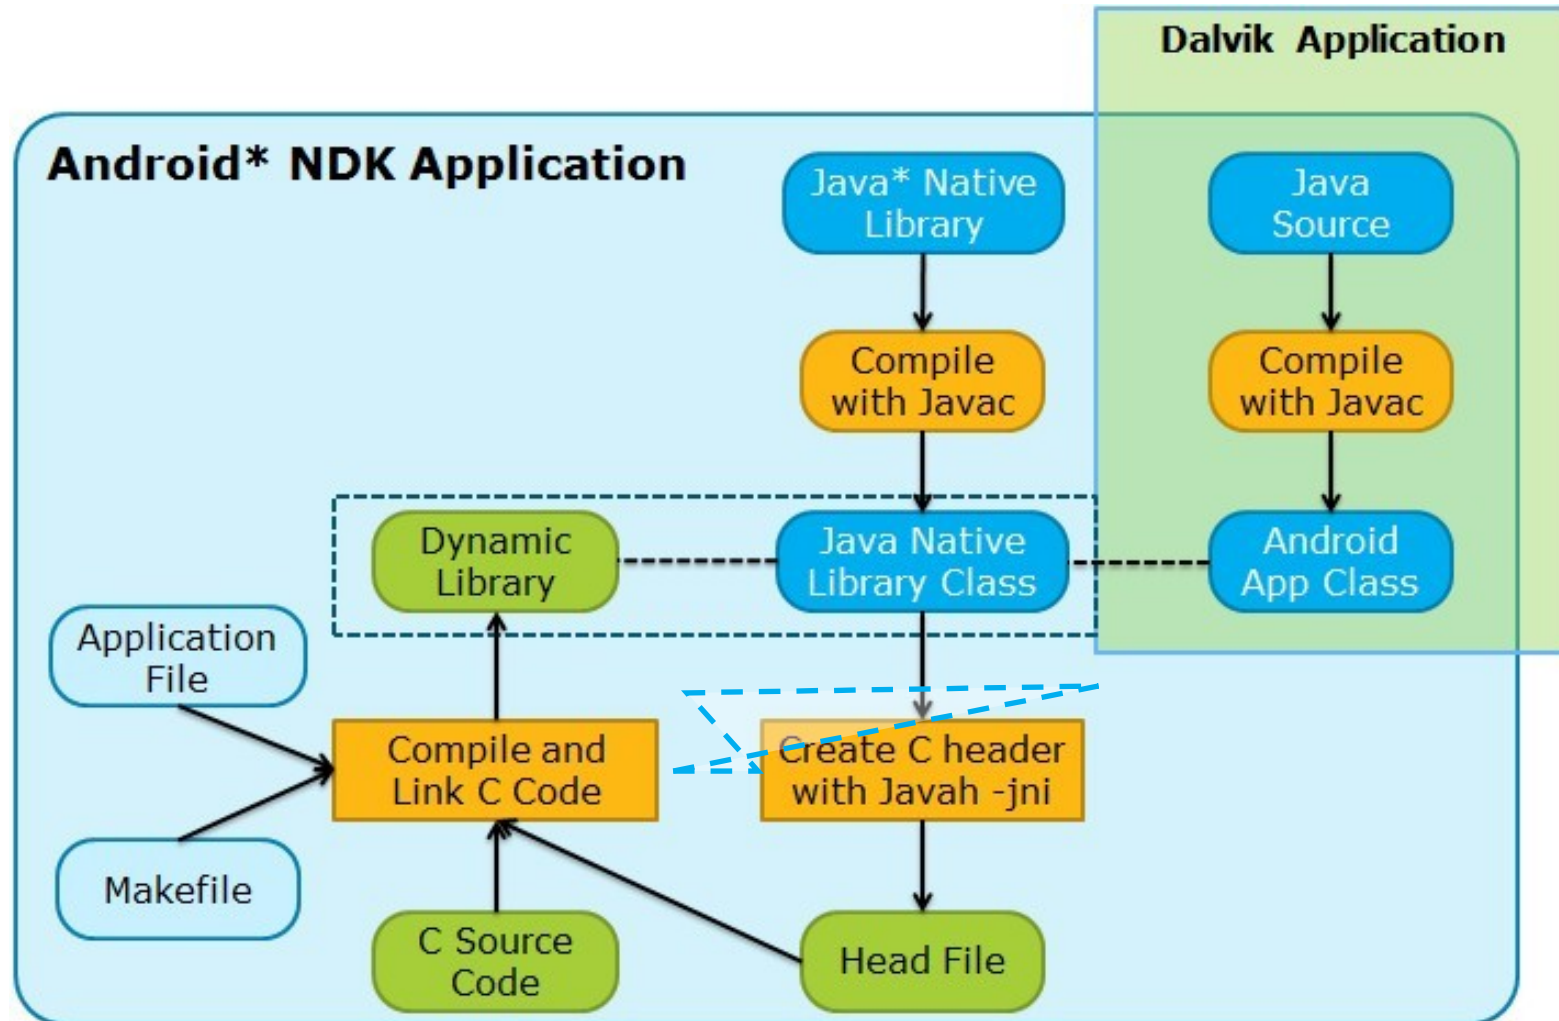 Dalvik Application
Android* NDK Application
Java* Native
Library
Java
Source
Compile
with Javac
Compile
with Javac
Dynamic
Library
Java Native
Library Class
Android
App Class
Application
File
Compile and
Link C Code
Create C header
with Javah -jni
Makefile
C Source
Code
Head File